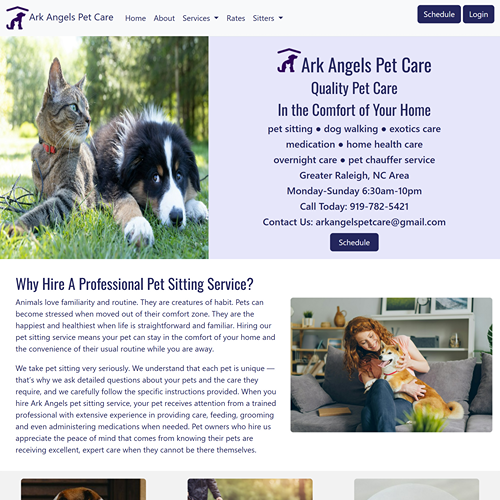 Ark Angels Pet Care Home About Services Rates Sitters Schedule Login
Ark Angels Pet Care
Quality Pet Care
In the Comfort of Your Home
pet sitting ● dog walking ● exotics care
medication ● home health care
overnight care ● pet chauffer service
Greater Raleigh, NC Area
Monday-Sunday 6:30am-10pm
Call Today: 919-782-5421
Contact Us: arkangelspetcare@gmail.com
Schedule
Why Hire A Professional Pet Sitting Service?
Animals love familiarity and routine. They are creatures of habit. Pets can
become stressed when moved out of their comfort zone. They are the
happiest and healthiest when life is straightforward and familiar. Hiring our
pet sitting service means your pet can stay in the comfort of your home and
the convenience of their usual routine while you are away.
We take pet sitting very seriously. We understand that each pet is unique —
that's why we ask detailed questions about your pets and the care they
require, and we carefully follow the specific instructions provided. When you
hire Ark Angels pet sitting service, your pet receives attention from a trained
professional with extensive experience in providing care, feeding, grooming
and even administering medications when needed. Pet owners who hire us
appreciate the peace of mind that comes from knowing their pets are
receiving excellent, expert care when they cannot be there themselves.